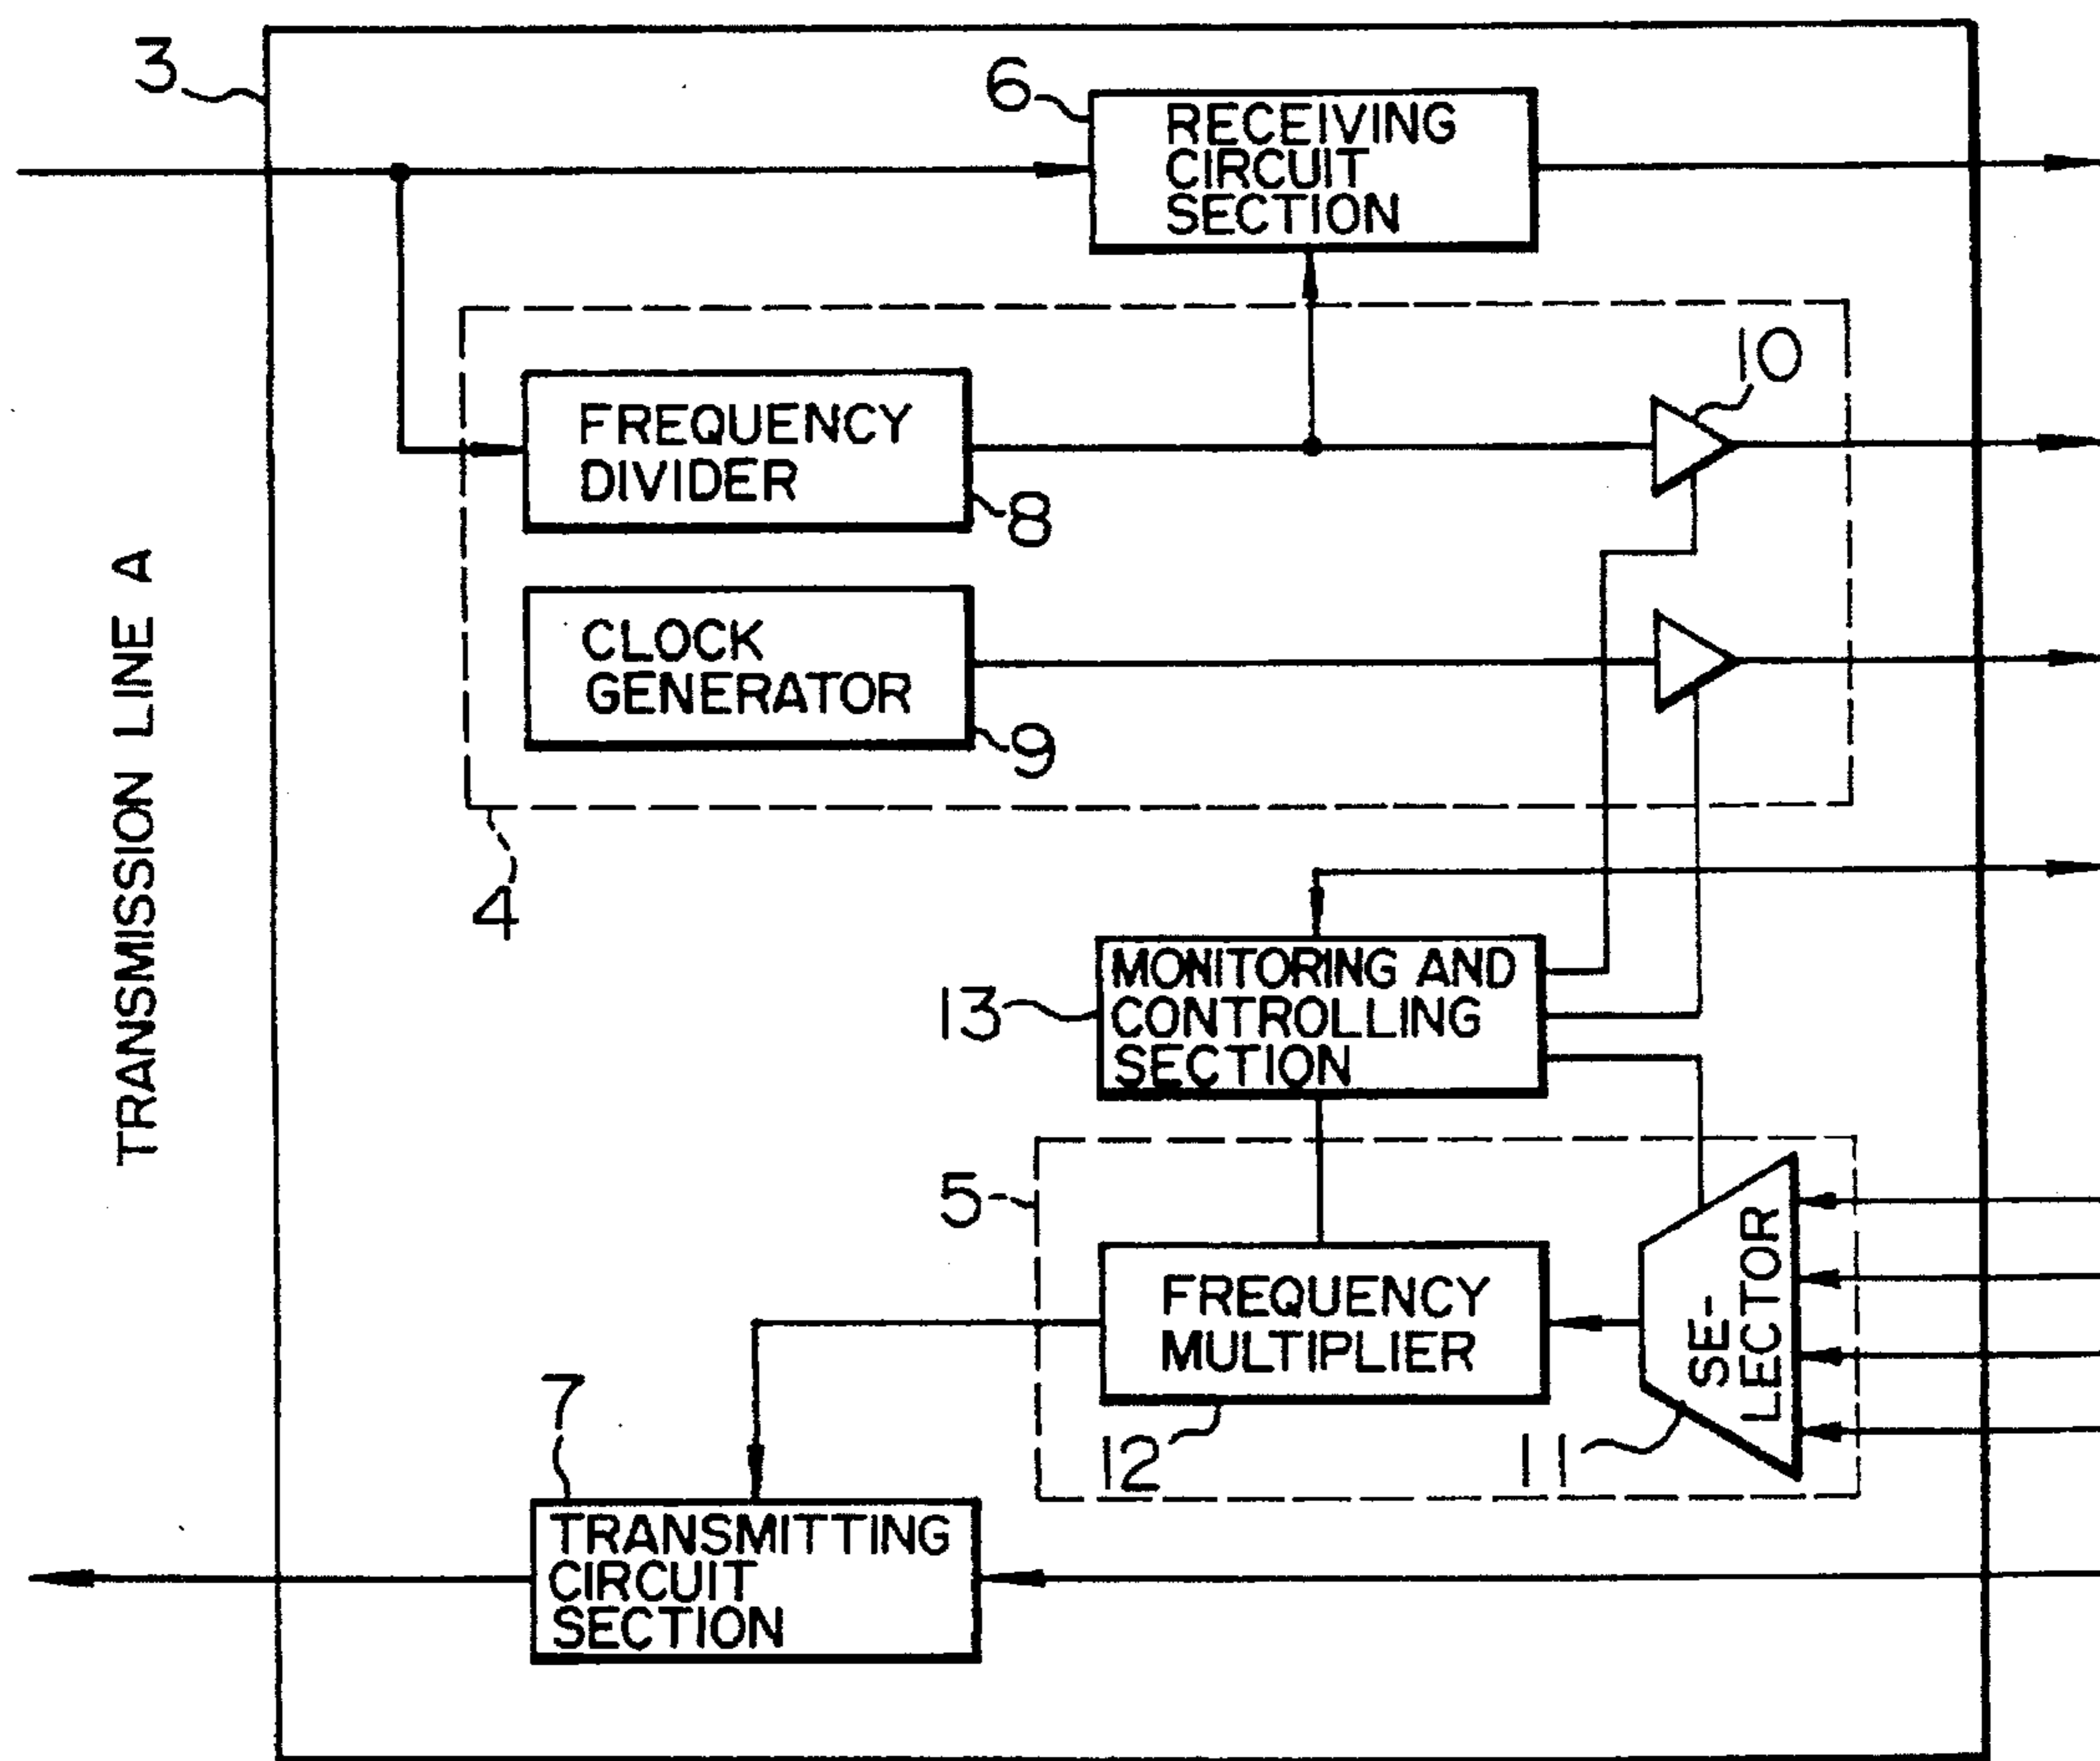 3
6
RECEIVING
CIRCUIT
SECTION
10
FREQUENCY
DIVIDER
8
CLOCK
GENERATOR
9
4
TRANSMISSION LINE A
13
MONITORING AND
CONTROLLING
SECTION
5
FREQUENCY
MULTIPLIER
12
SE-
LECTOR
11
7
TRANSMITTING
CIRCUIT
SECTION